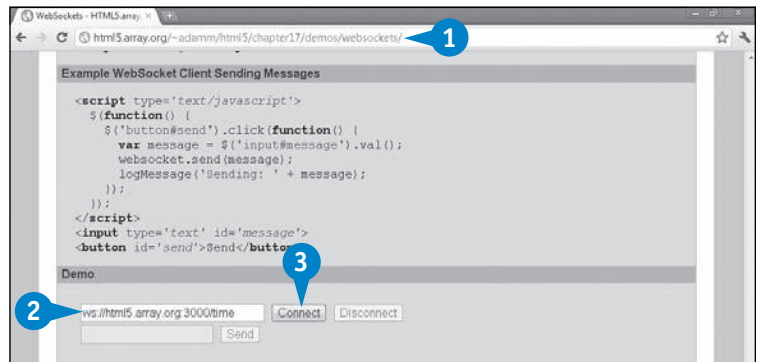 WebSockets - HTML5.array
html5.array.org/~adamm/html5/chapter17/demos/websockets/
1
Example WebSocket Client Sending Messages
<script type='text/javascript'>
$(function() {
$('button#send').click(function() {
var message = $('input#message').val();
websocket.send(message);
logMessage('Sending: ' + message);
});
});
</script>
<input type='text' id='message'>
<button id='send'>Send</button
3
Demo
2
ws://html5.array.org:3000/time Connect Disconnect
Send